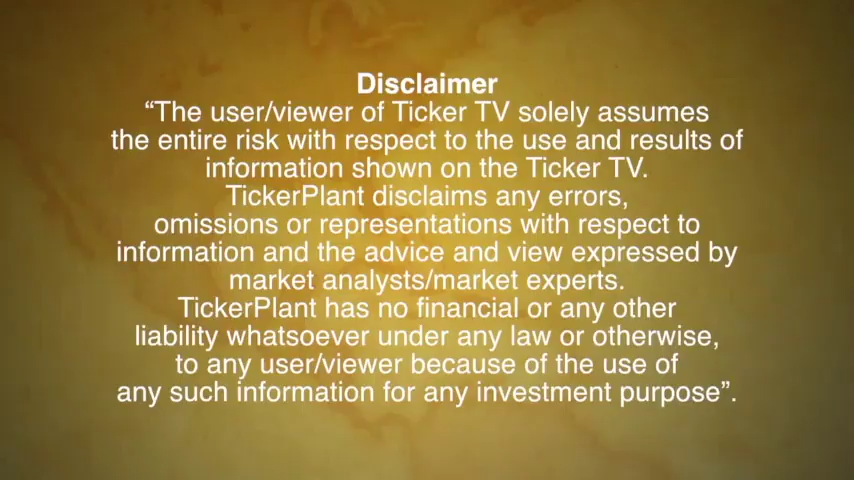 Disclaimer
“The user/viewer of Ticker TV solely assumes
the entire risk with respect to the use and results of
information shown on the Ticker TV.
TickerPlant disclaims any errors,
omissions or representations with respect to
information and the advice and view expressed by
market analysts/market experts.
TickerPlant has no financial or any other
liability whatsoever under any law or otherwise,
to any user/viewer because of the use of
any such information for any investment purpose”.